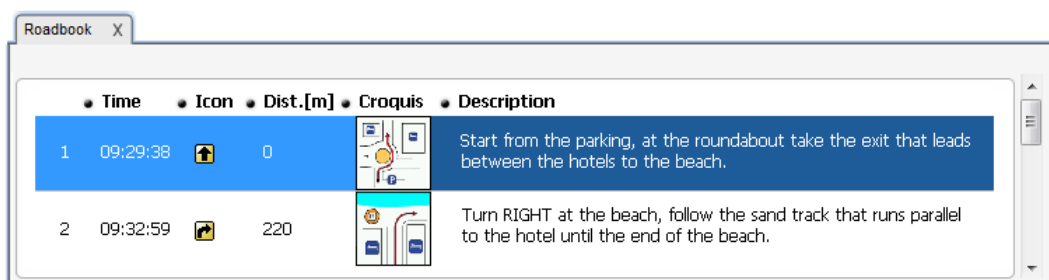 Roadbook X
Time Icon Dist.[m] Croquis Description
1 09:29:38 0 Start from the parking, at the roundabout take the exit that leads
between the hotels to the beach.
2 09:32:59 220 Turn RIGHT at the beach, follow the sand track that runs parallel
to the hotel until the end of the beach.